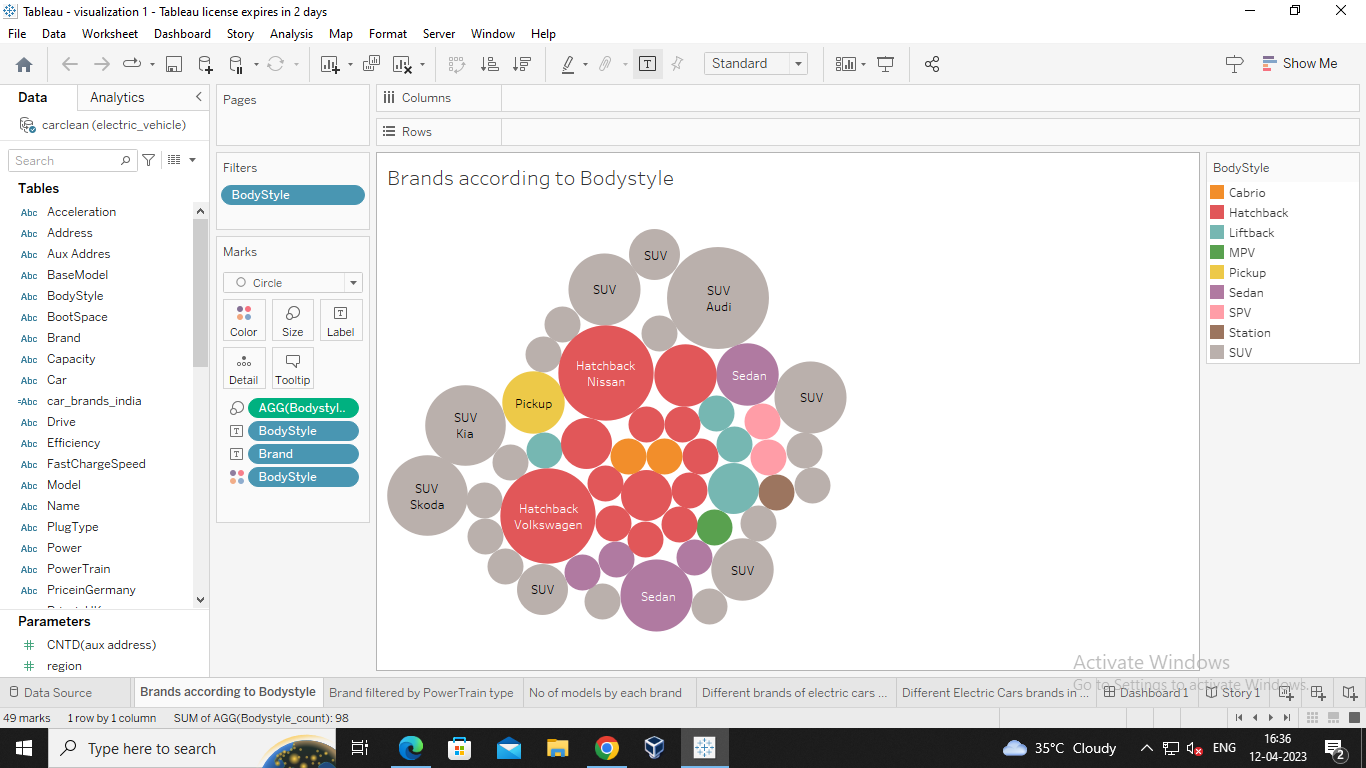 Tableau - visualization 1 - Tableau license expires in 2 days
File Data Worksheet Dashboard Story Analysis Map Format Server Window Help
Standard
Show Me
Data Analytics
carclean (electric_vehicle)
Search
Tables
Abc Acceleration
Abc Address
Abc Aux Addres
Abc BaseModel
Abc BodyStyle
Abc BootSpace
Abc Brand
Abc Capacity
Abc Car
=Abc car_brands_india
Abc Drive
Abc Efficiency
Abc FastChargeSpeed
Abc Model
Abc Name
Abc PlugType
Abc Power
Abc PowerTrain
Abc PriceinGermany
Parameters
# CNTD(aux address)
# region
Pages
Filters
BodyStyle
Marks
Circle
Color Size Label
Detail Tooltip
AGG(Bodystyl..
BodyStyle
Brand
BodyStyle
Columns
Rows
Brands according to Bodystyle
SUV
SUV
SUV
Audi
Hatchback
Nissan
Sedan
Pickup
SUV
SUV
Kia
SUV
Skoda
Hatchback
Volkswagen
SUV
SUV
Sedan
BodyStyle
Cabrio
Hatchback
Liftback
MPV
Pickup
Sedan
SPV
Station
SUV
Activate Windows
Go to Settings to activate Windows.
Data Source Brands according to Bodystyle Brand filtered by PowerTrain type No of models by each brand Different brands of electric cars ... Different Electric Cars brands in ... Dashboard 1 Story 1
49 marks 1 row by 1 column SUM of AGG(Bodystyle_count): 98
Type here to search
35°C Cloudy
ENG
16:36
12-04-2023
2